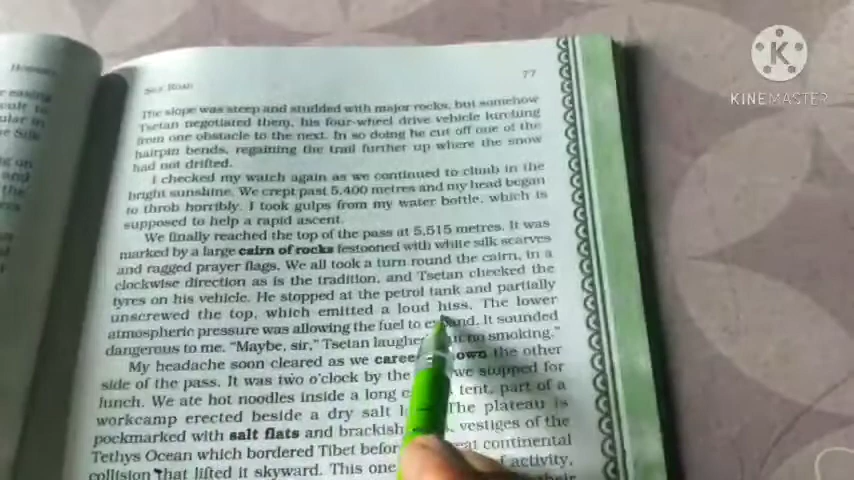 SILK ROAD
77
The slope was steep and studded with major rocks, but somehow
Tsetan negotiated them, his four-wheel drive vehicle lurching
from one obstacle to the next. In so doing he cut off one of the
hairpin bends, regaining the trail further up where the snow
had not drifted.
I checked my watch again as we continued to climb in the
bright sunshine. We crept past 5,400 metres and my head began
to throb horribly. I took gulps from my water bottle, which is
supposed to help a rapid ascent.
We finally reached the top of the pass at 5,515 metres. It was
marked by a large cairn of rocks festooned with white silk scarves
and ragged prayer flags. We all took a turn round the cairn, in a
clockwise direction as is the tradition, and Tsetan checked the
tyres on his vehicle. He stopped at the petrol tank and partially
unscrewed the top, which emitted a loud hiss. The lower
atmospheric pressure was allowing the fuel to expand. It sounded
dangerous to me. “Maybe, sir,” Tsetan laughed no smoking.”
My headache soon cleared as we down the other
side of the pass. It was two o'clock by the we stopped for
lunch. We ate hot noodles inside a long tent, part of a
workcamp erected beside a dry salt The plateau is
pockmarked with salt flats and brackish vestiges of the
Tethys Ocean which bordered Tibet continental
collision that lifted it skyward. This one of activity,
KINEMASTER